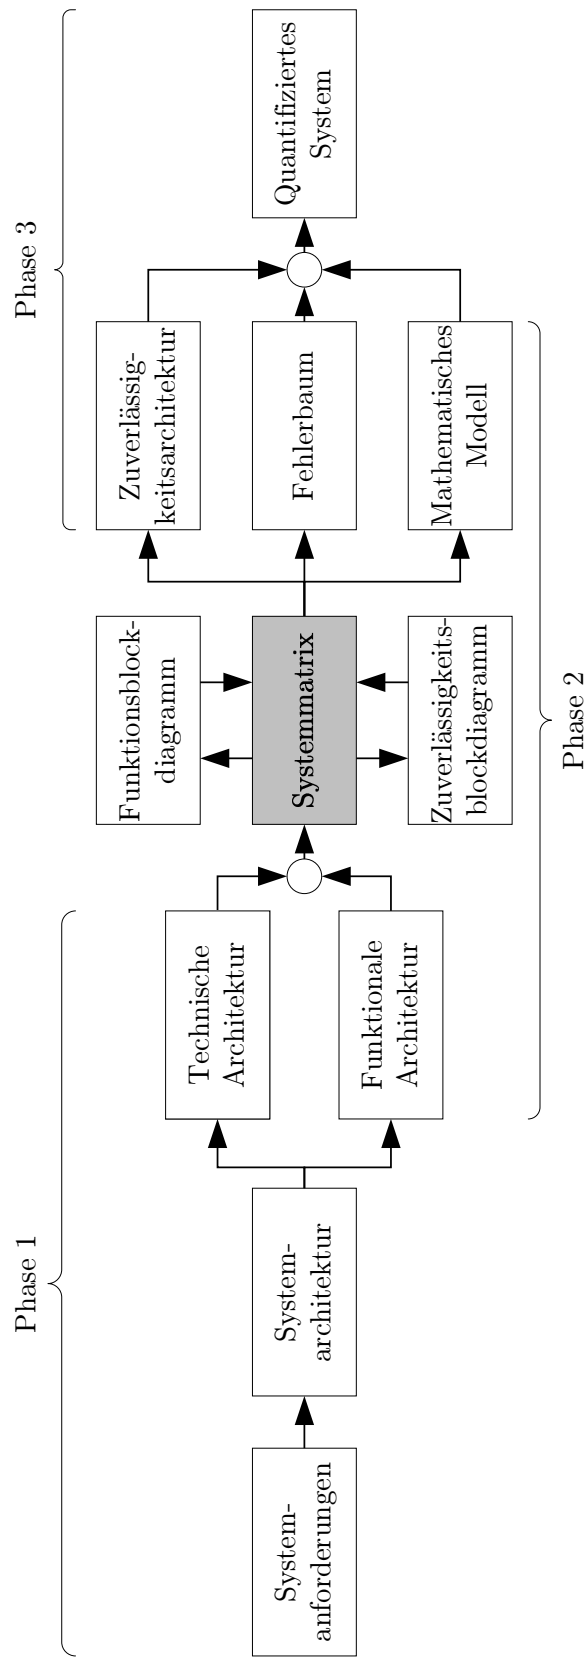 Phase 1
Phase 3
System-
anforderungen
System-
architektur
Technische
Architektur
Funktionale
Architektur
Funktionsblock-
diagramm
Systemmatrix
Zuverlässigkeits-
blockdiagramm
Zuverlässig-
keitsarchitektur
Fehlerbaum
Mathematisches
Modell
Quantifiziertes
System
Phase 2